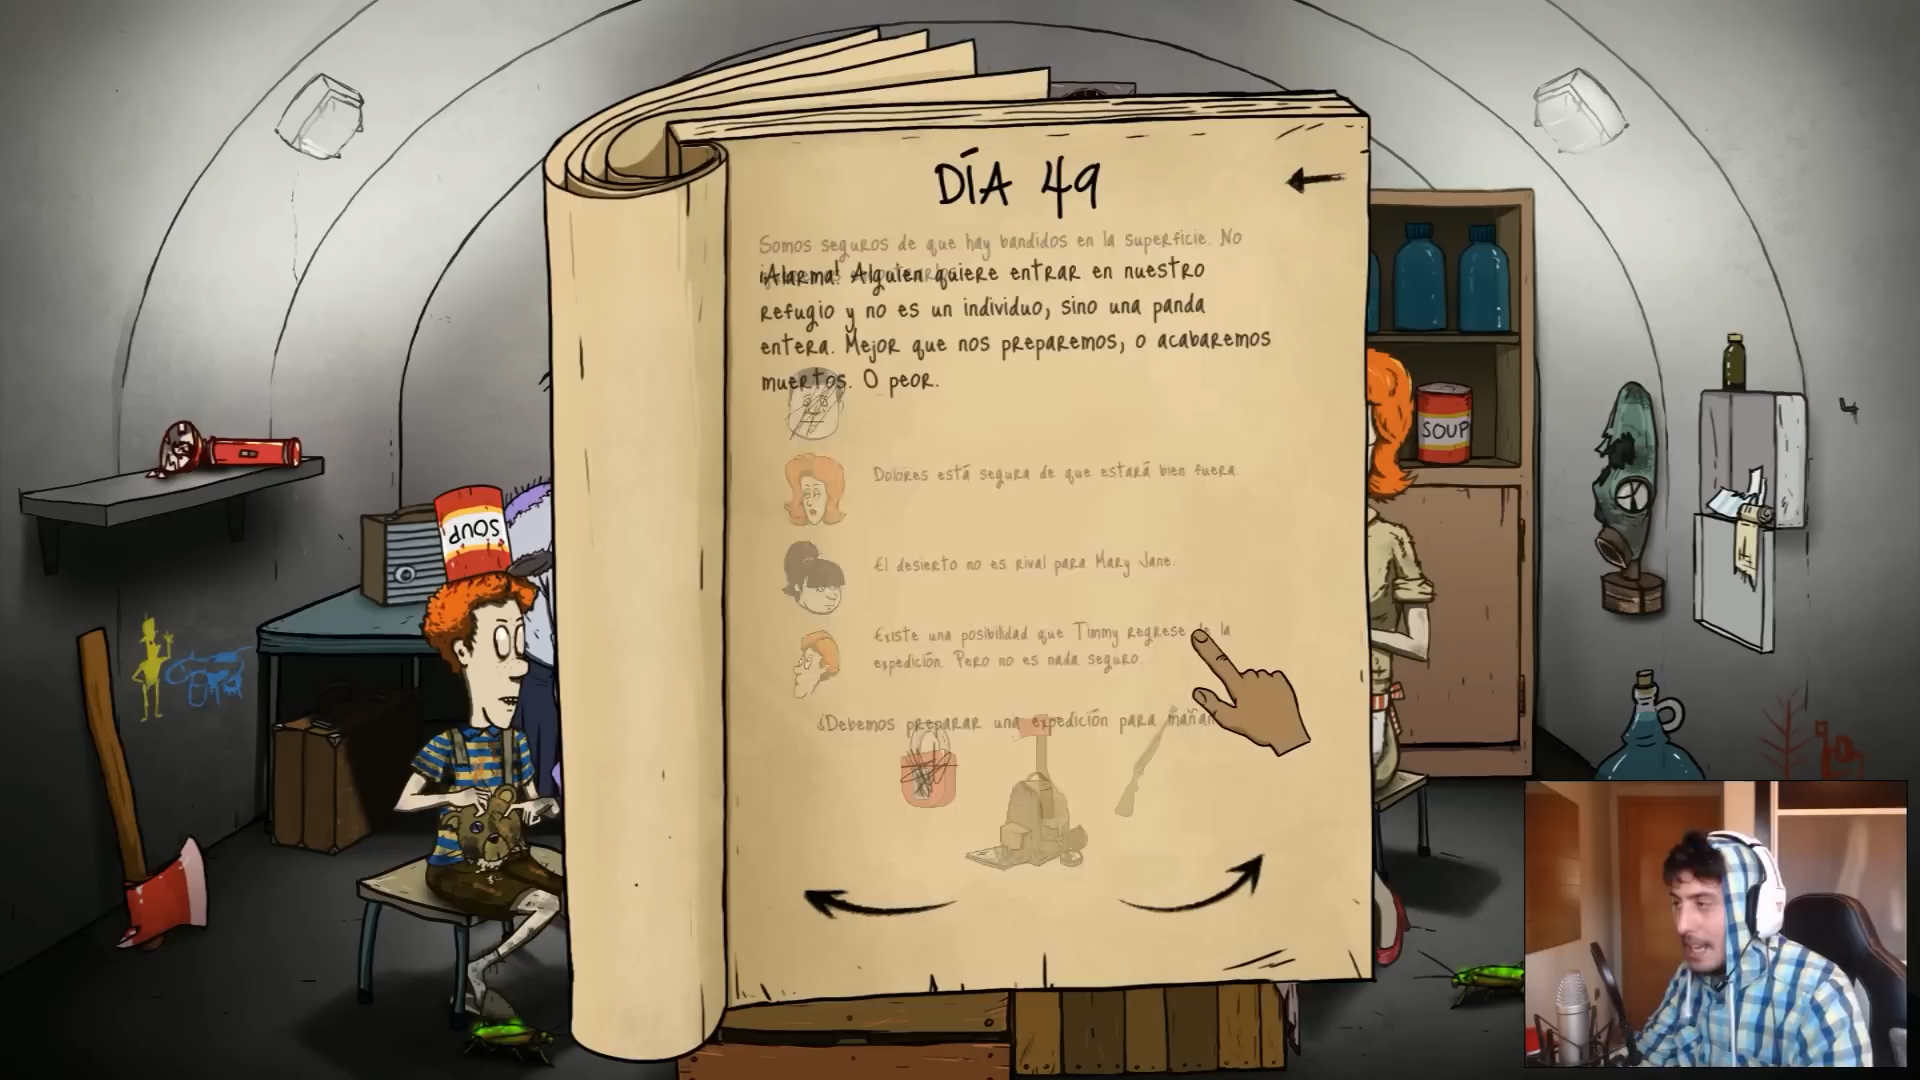 DÍA 49
Somos seguros de que hay bandidos en la superficie. No
¡Alarma! Alguien quiere entrar en nuestro
refugio y no es un individuo, sino una panda
entera. Mejor que nos preparemos, o acabaremos
muertos. O peor.
Dolores está segura de que estará bien fuera.
El desierto no es rival para Mary Jane.
Existe una posibilidad que Timmy regrese de la
expedición. Pero no es nada seguro.
¿Debemos preparar una expedición para
SOUP
SOUP